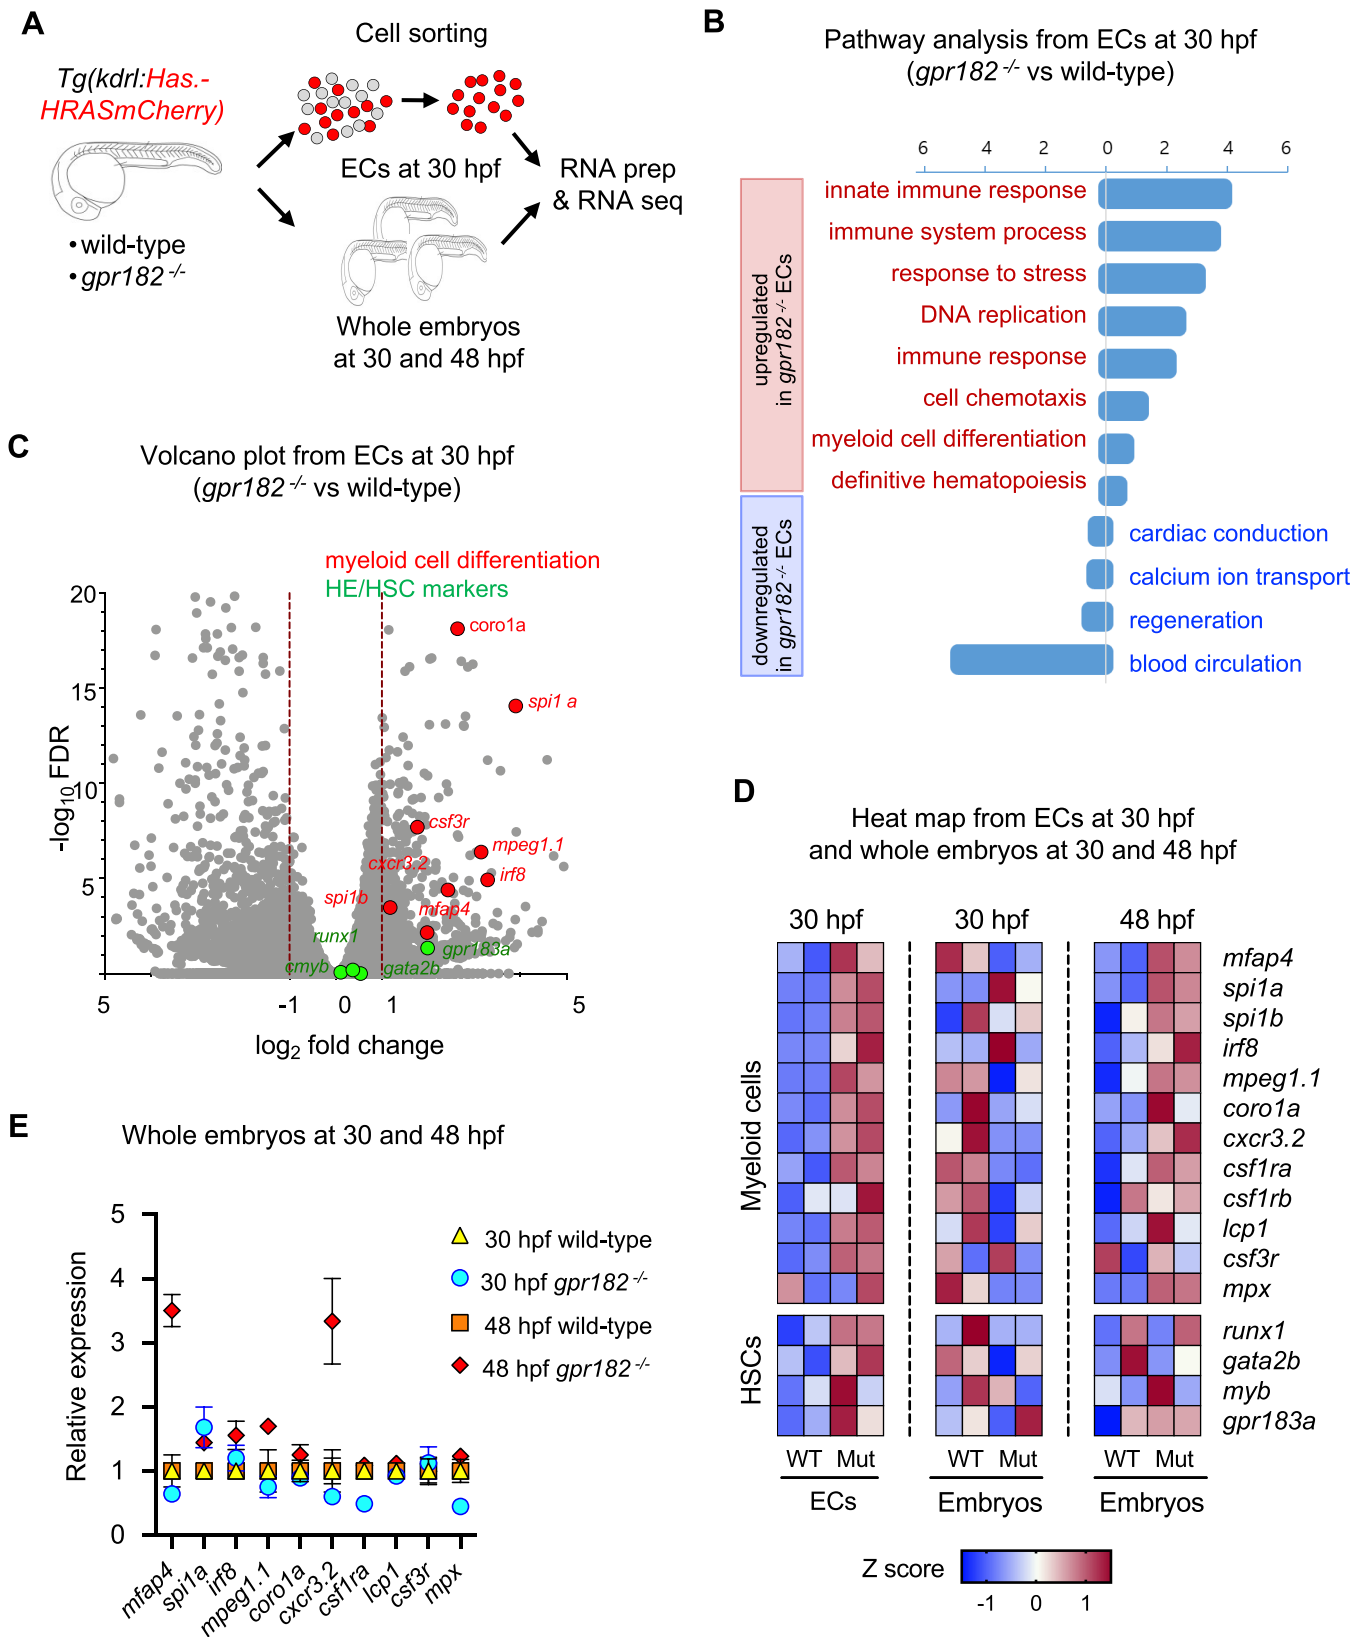 A
Cell sorting
Tg(kdrl:Has.-
HRASmCherry)
ECs at 30 hpf
RNA prep
& RNA seq
• wild-type
• gpr182 -/-
Whole embryos
at 30 and 48 hpf
B
Pathway analysis from ECs at 30 hpf
(gpr182 -/- vs wild-type)
6 4 2 0 2 4 6
upregulated
in gpr182 -/- ECs
innate immune response
immune system process
response to stress
DNA replication
immune response
cell chemotaxis
myeloid cell differentiation
definitive hematopoiesis
downregulated
in gpr182 -/- ECs
cardiac conduction
calcium ion transport
regeneration
blood circulation
C
Volcano plot from ECs at 30 hpf
(gpr182 -/- vs wild-type)
myeloid cell differentiation
HE/HSC markers
20
15
10
5
-log10 FDR
coro1a
spi1 a
csf3r
mpeg1.1
cxcr3.2
irf8
spi1b
mfap4
runx1
gpr183a
cmyb
gata2b
5 -1 0 1 5
log2 fold change
D
Heat map from ECs at 30 hpf
and whole embryos at 30 and 48 hpf
30 hpf 30 hpf 48 hpf
Myeloid cells
mfap4
spi1a
spi1b
irf8
mpeg1.1
coro1a
cxcr3.2
csf1ra
csf1rb
lcp1
csf3r
mpx
HSCs
runx1
gata2b
myb
gpr183a
WT Mut WT Mut WT Mut
ECs Embryos Embryos
Z score
-1 0 1
E
Whole embryos at 30 and 48 hpf
5
4
3
2
1
0
Relative expression
30 hpf wild-type
30 hpf gpr182 -/-
48 hpf wild-type
48 hpf gpr182 -/-
mfap4 spi1a irf8 mpeg1.1 coro1a cxcr3.2 csf1ra lcp1 csf3r mpx